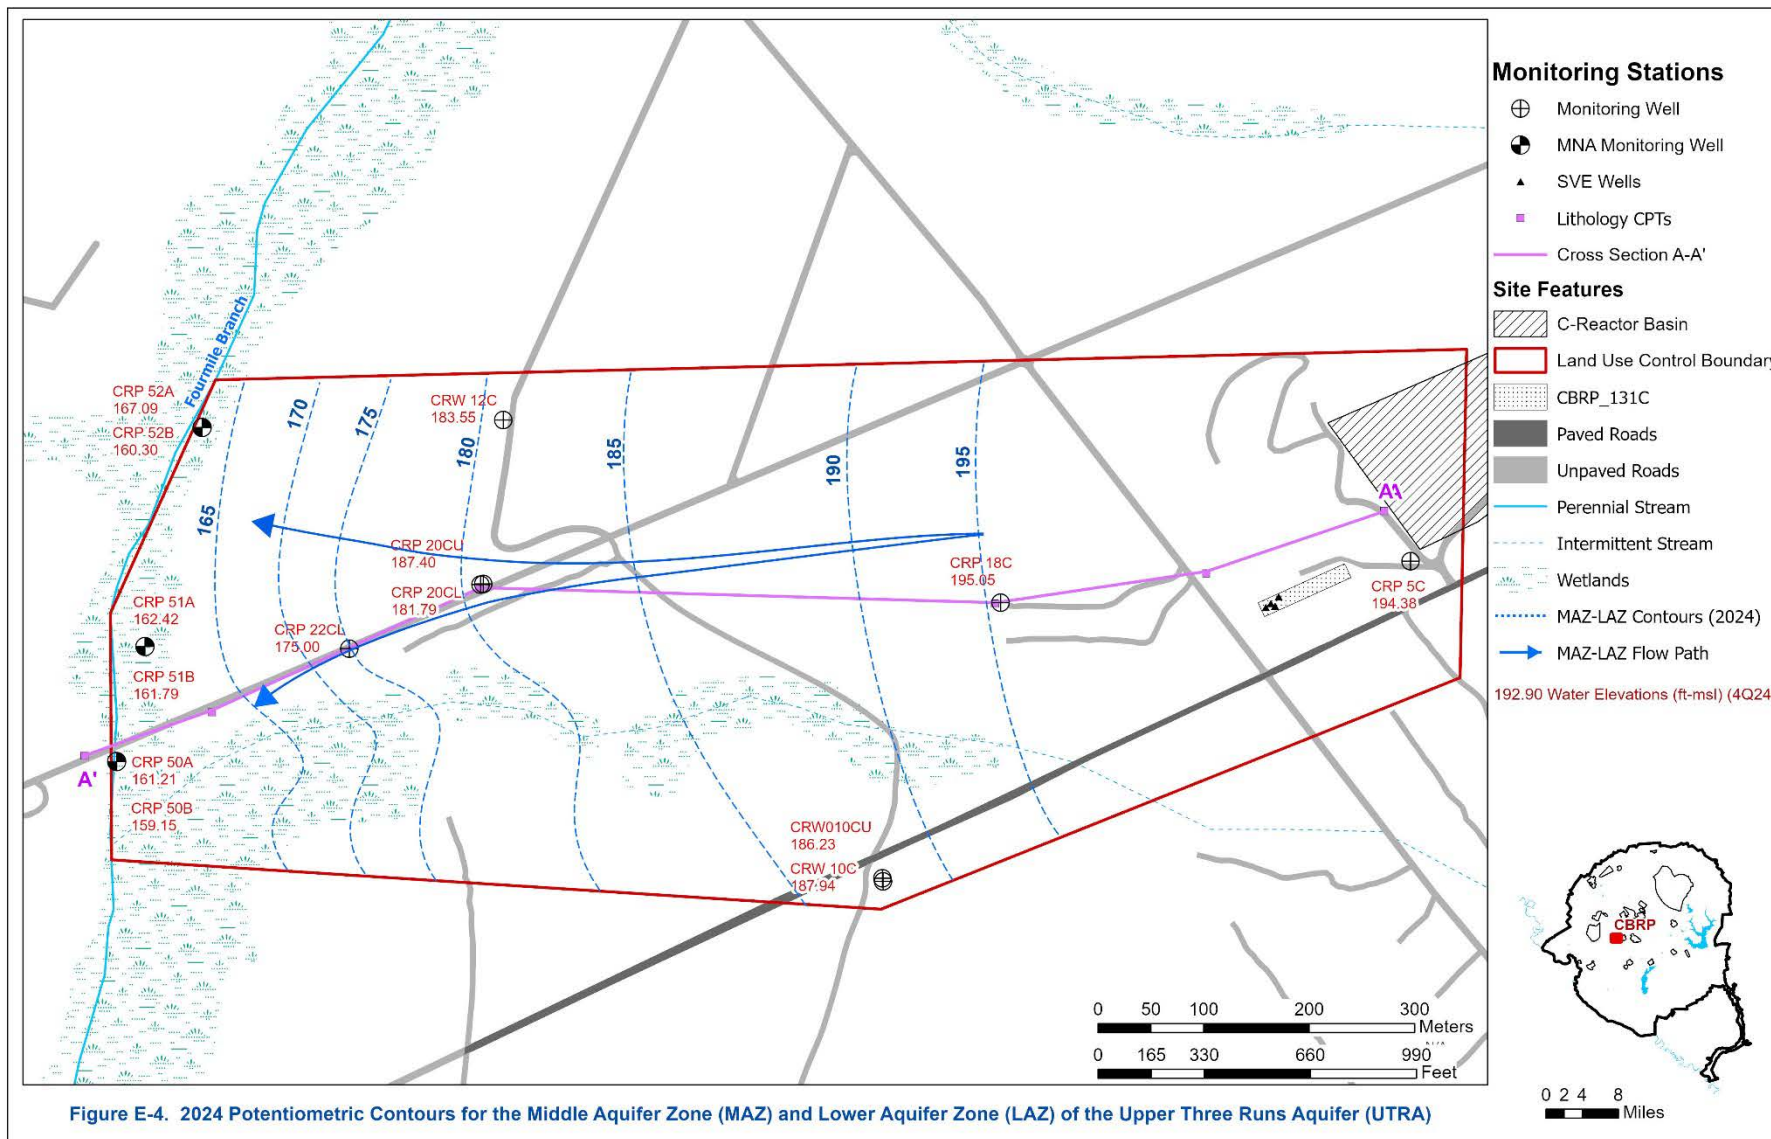 Fourmile Branch
CRP 52A
167.09
CRP 52B
160.30
CRW 12C
183.55
165
170
175
180
185
190
195
CRP 20CU
187.40
CRP 20CL
181.79
CRP 22CL
175.00
CRP 18C
195.05
CRP 5C
194.38
CRP 51A
162.42
CRP 51B
161.79
A'
CRP 50A
161.21
CRP 50B
159.15
CRW010CU
186.23
CRW 10C
187.94
0 50 100 200 300
Meters
0 165 330 660 990
Feet
Monitoring Stations
Monitoring Well
MNA Monitoring Well
SVE Wells
Lithology CPTs
Cross Section A-A'
Site Features
C-Reactor Basin
Land Use Control Boundary
CBRP_131C
Paved Roads
Unpaved Roads
Perennial Stream
Intermittent Stream
Wetlands
MAZ-LAZ Contours (2024)
MAZ-LAZ Flow Path
192.90 Water Elevations (ft-msl) (4Q24
CBRP
0 2 4 8
Miles
Figure E-4. 2024 Potentiometric Contours for the Middle Aquifer Zone (MAZ) and Lower Aquifer Zone (LAZ) of the Upper Three Runs Aquifer (UTRA)